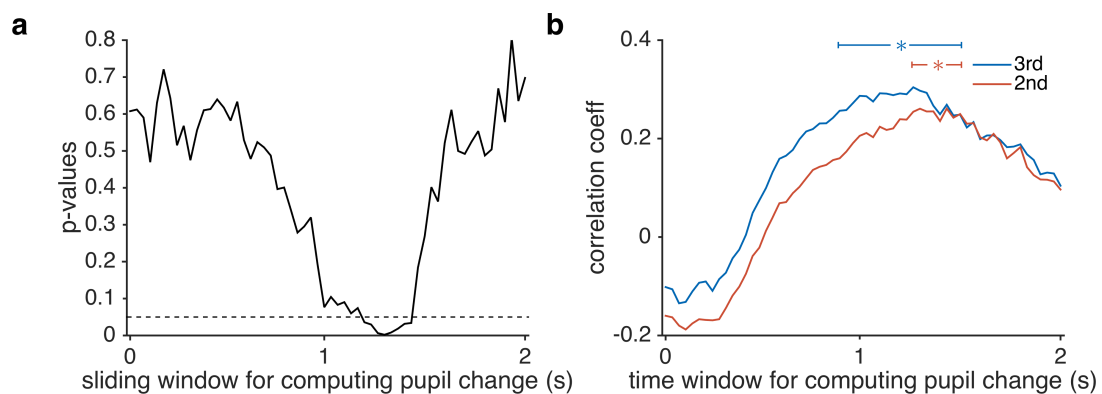 a
0.8
0.7
0.6
0.5
0.4
0.3
0.2
0.1
0
p-values
0 1 2
sliding window for computing pupil change (s)
b
0.4
0.2
0
-0.2
correlation coeff
*
*
3rd
2nd
0 1 2
time window for computing pupil change (s)